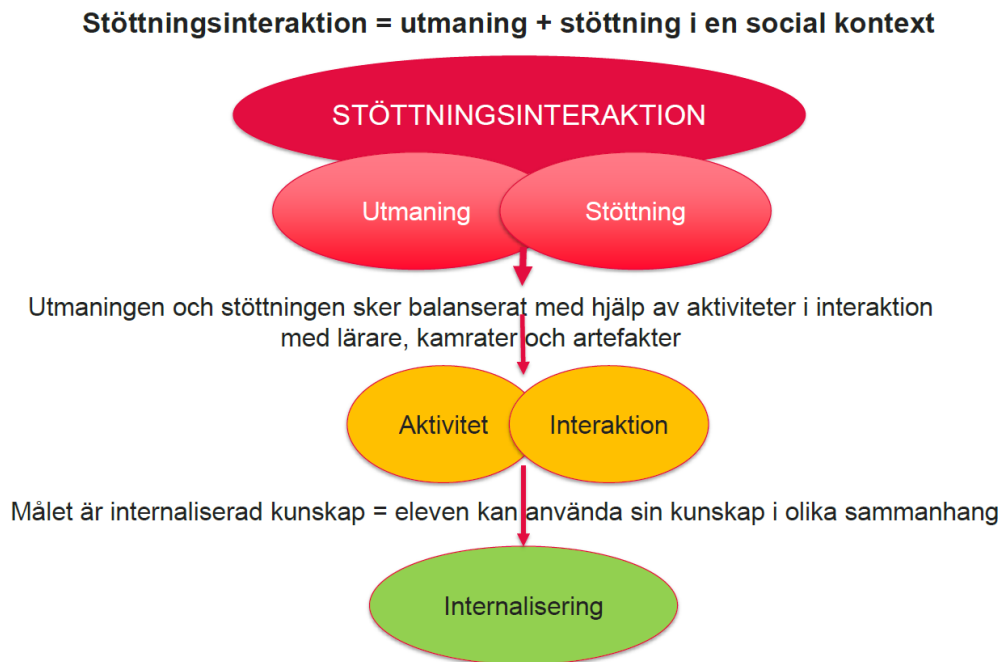 Stöttningsinteraktion = utmaning + stöttning i en social kontext
STÖTTNINGSINTERAKTION
Utmaning
Stöttning
Utmaningen och stöttningen sker balanserat med hjälp av aktiviteter i interaktion
med lärare, kamrater och artefakter
Aktivitet
Interaktion
Målet är internaliserad kunskap = eleven kan använda sin kunskap i olika sammanhang
Internalisering